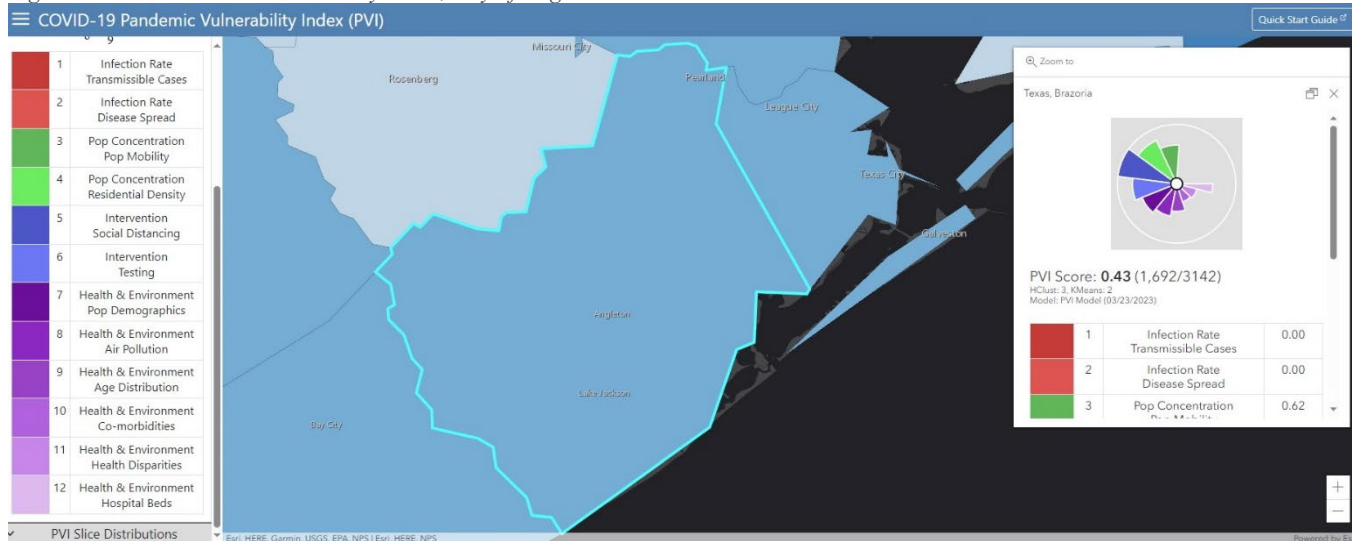 COVID-19 Pandemic Vulnerability Index (PVI)
Quick Start Guide
1 Infection Rate
Transmissible Cases
2 Infection Rate
Disease Spread
3 Pop Concentration
Pop Mobility
4 Pop Concentration
Residential Density
5 Intervention
Social Distancing
6 Intervention
Testing
7 Health & Environment
Pop Demographics
8 Health & Environment
Air Pollution
9 Health & Environment
Age Distribution
10 Health & Environment
Co-morbidities
11 Health & Environment
Health Disparities
12 Health & Environment
Hospital Beds
PVI Slice Distributions
Missouri City
Rosenberg
Pearland
League City
Texas City
Galveston
Angleton
Lake Jackson
Bay City
Esri, HERE, Garmin, USGS, EPA, NPS | Esri, HERE, NPS
Zoom to
Texas, Brazoria
PVI Score: 0.43 (1,692/3142)
HClust: 3, KMeans: 2
Model: PVI Model (03/23/2023)
1 Infection Rate 0.00
Transmissible Cases
2 Infection Rate 0.00
Disease Spread
3 Pop Concentration 0.62
Pop Mobility
+
−
Powered by Es